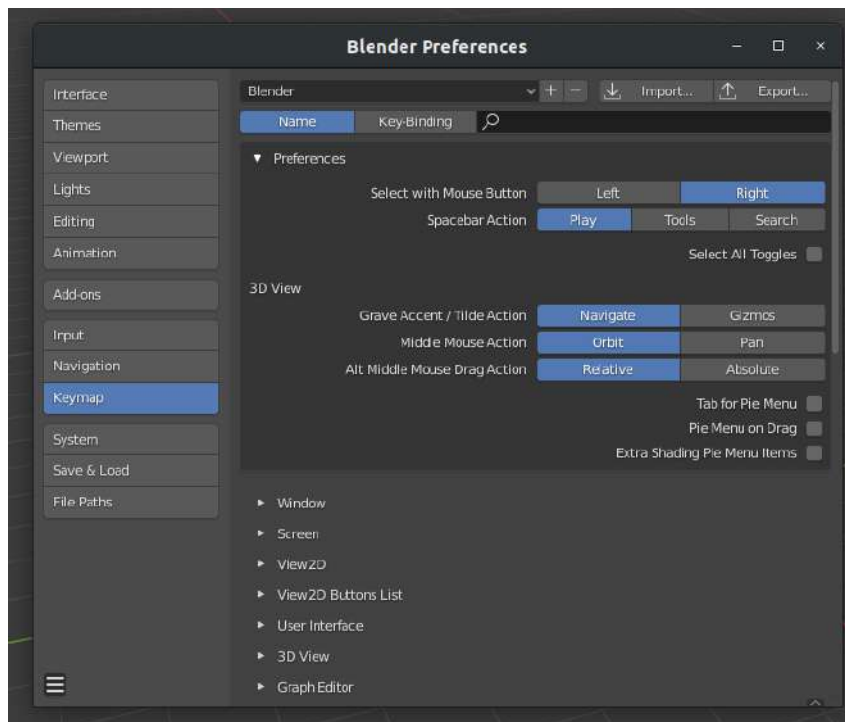 Blender Preferences
Interface
Themes
Viewport
Lights
Editing
Animation
Add-ons
Input
Navigation
Keymap
System
Save & Load
File Paths
Blender
Import...
Export...
Name
Key-Binding
Preferences
Select with Mouse Button Left Right
Spacebar Action Play Tools Search
Select All Toggles
3D View
Grave Accent / Tilde Action Navigate Gizmos
Middle Mouse Action Orbit Pan
Alt Middle Mouse Drag Action Relative Absolute
Tab for Pie Menu
Pie Menu on Drag
Extra Shading Pie Menu Items
Window
Screen
View2D
View2D Buttons List
User Interface
3D View
Graph Editor